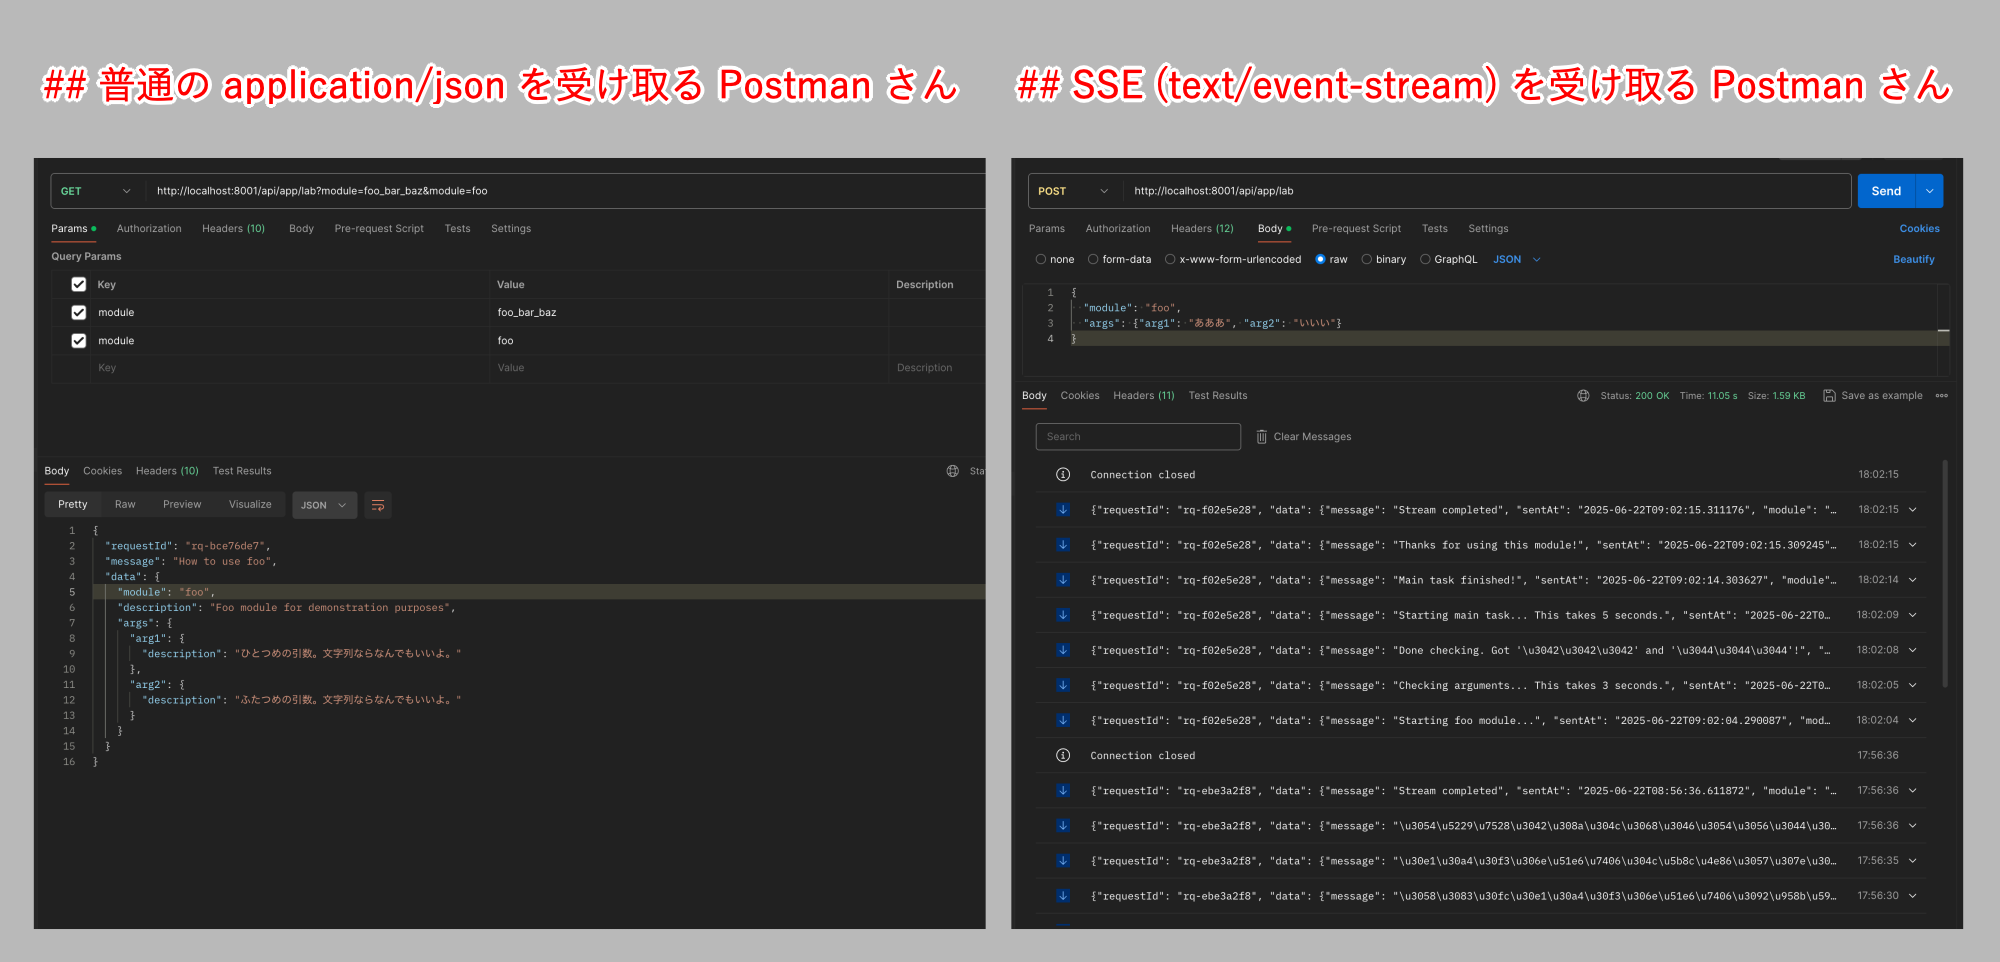 ## 普通の application/json を受け取る Postman さん
GET http://localhost:8001/api/app/lab?module=foo_bar_baz&module=foo
Params Authorization Headers (10) Body Pre-request Script Tests Settings
Query Params
Key Value Description
module foo_bar_baz
module foo
Key Value Description
Body Cookies Headers (10) Test Results Sta
Pretty Raw Preview Visualize JSON
1 {
2 "requestId": "rq-bce76de7",
3 "message": "How to use foo",
4 "data": {
5 "module": "foo",
6 "description": "Foo module for demonstration purposes",
7 "args": {
8 "arg1": {
9 "description": "ひとつめの引数。文字列ならなんでもいいよ。"
10 },
11 "arg2": {
12 "description": "ふたつめの引数。文字列ならなんでもいいよ。"
13 }
14 }
15 }
16 }
## SSE (text/event-stream) を受け取る Postman さん
POST http://localhost:8001/api/app/lab Send
Params Authorization Headers (12) Body Pre-request Script Tests Settings Cookies
none form-data x-www-form-urlencoded raw binary GraphQL JSON Beautify
1 {
2 "module": "foo",
3 "args": {"arg1": "あああ", "arg2": "いいい"}
4 }
Body Cookies Headers (11) Test Results Status: 200 OK Time: 11.05 s Size: 1.59 KB Save as example
Search Clear Messages
Connection closed 18:02:15
{"requestId": "rq-f02e5e28", "data": {"message": "Stream completed", "sentAt": "2025-06-22T09:02:15.311176", "module": "… 18:02:15
{"requestId": "rq-f02e5e28", "data": {"message": "Thanks for using this module!", "sentAt": "2025-06-22T09:02:15.309245"… 18:02:15
{"requestId": "rq-f02e5e28", "data": {"message": "Main task finished!", "sentAt": "2025-06-22T09:02:14.303627", "module"… 18:02:14
{"requestId": "rq-f02e5e28", "data": {"message": "Starting main task... This takes 5 seconds.", "sentAt": "2025-06-22T0… 18:02:09
{"requestId": "rq-f02e5e28", "data": {"message": "Done checking. Got '\u3042\u3042\u3042' and '\u3044\u3044\u3044'!", "… 18:02:08
{"requestId": "rq-f02e5e28", "data": {"message": "Checking arguments... This takes 3 seconds.", "sentAt": "2025-06-22T0… 18:02:05
{"requestId": "rq-f02e5e28", "data": {"message": "Starting foo module...", "sentAt": "2025-06-22T09:02:04.290087", "mod… 18:02:04
Connection closed 17:56:36
{"requestId": "rq-ebe3a2f8", "data": {"message": "Stream completed", "sentAt": "2025-06-22T08:56:36.611872", "module": "… 17:56:36
{"requestId": "rq-ebe3a2f8", "data": {"message": "\u3054\u5229\u7528\u3042\u308a\u304c\u3068\u3046\u3054\u3056\u3044\u30… 17:56:36
{"requestId": "rq-ebe3a2f8", "data": {"message": "\u30e1\u30a4\u30f3\u306e\u51e6\u7406\u304c\u5b8c\u4e86\u3057\u307e\u30… 17:56:35
{"requestId": "rq-ebe3a2f8", "data": {"message": "\u3058\u3083\u30fc\u30e1\u30a4\u30f3\u306e\u51e6\u7406\u3092\u958b\u59… 17:56:30